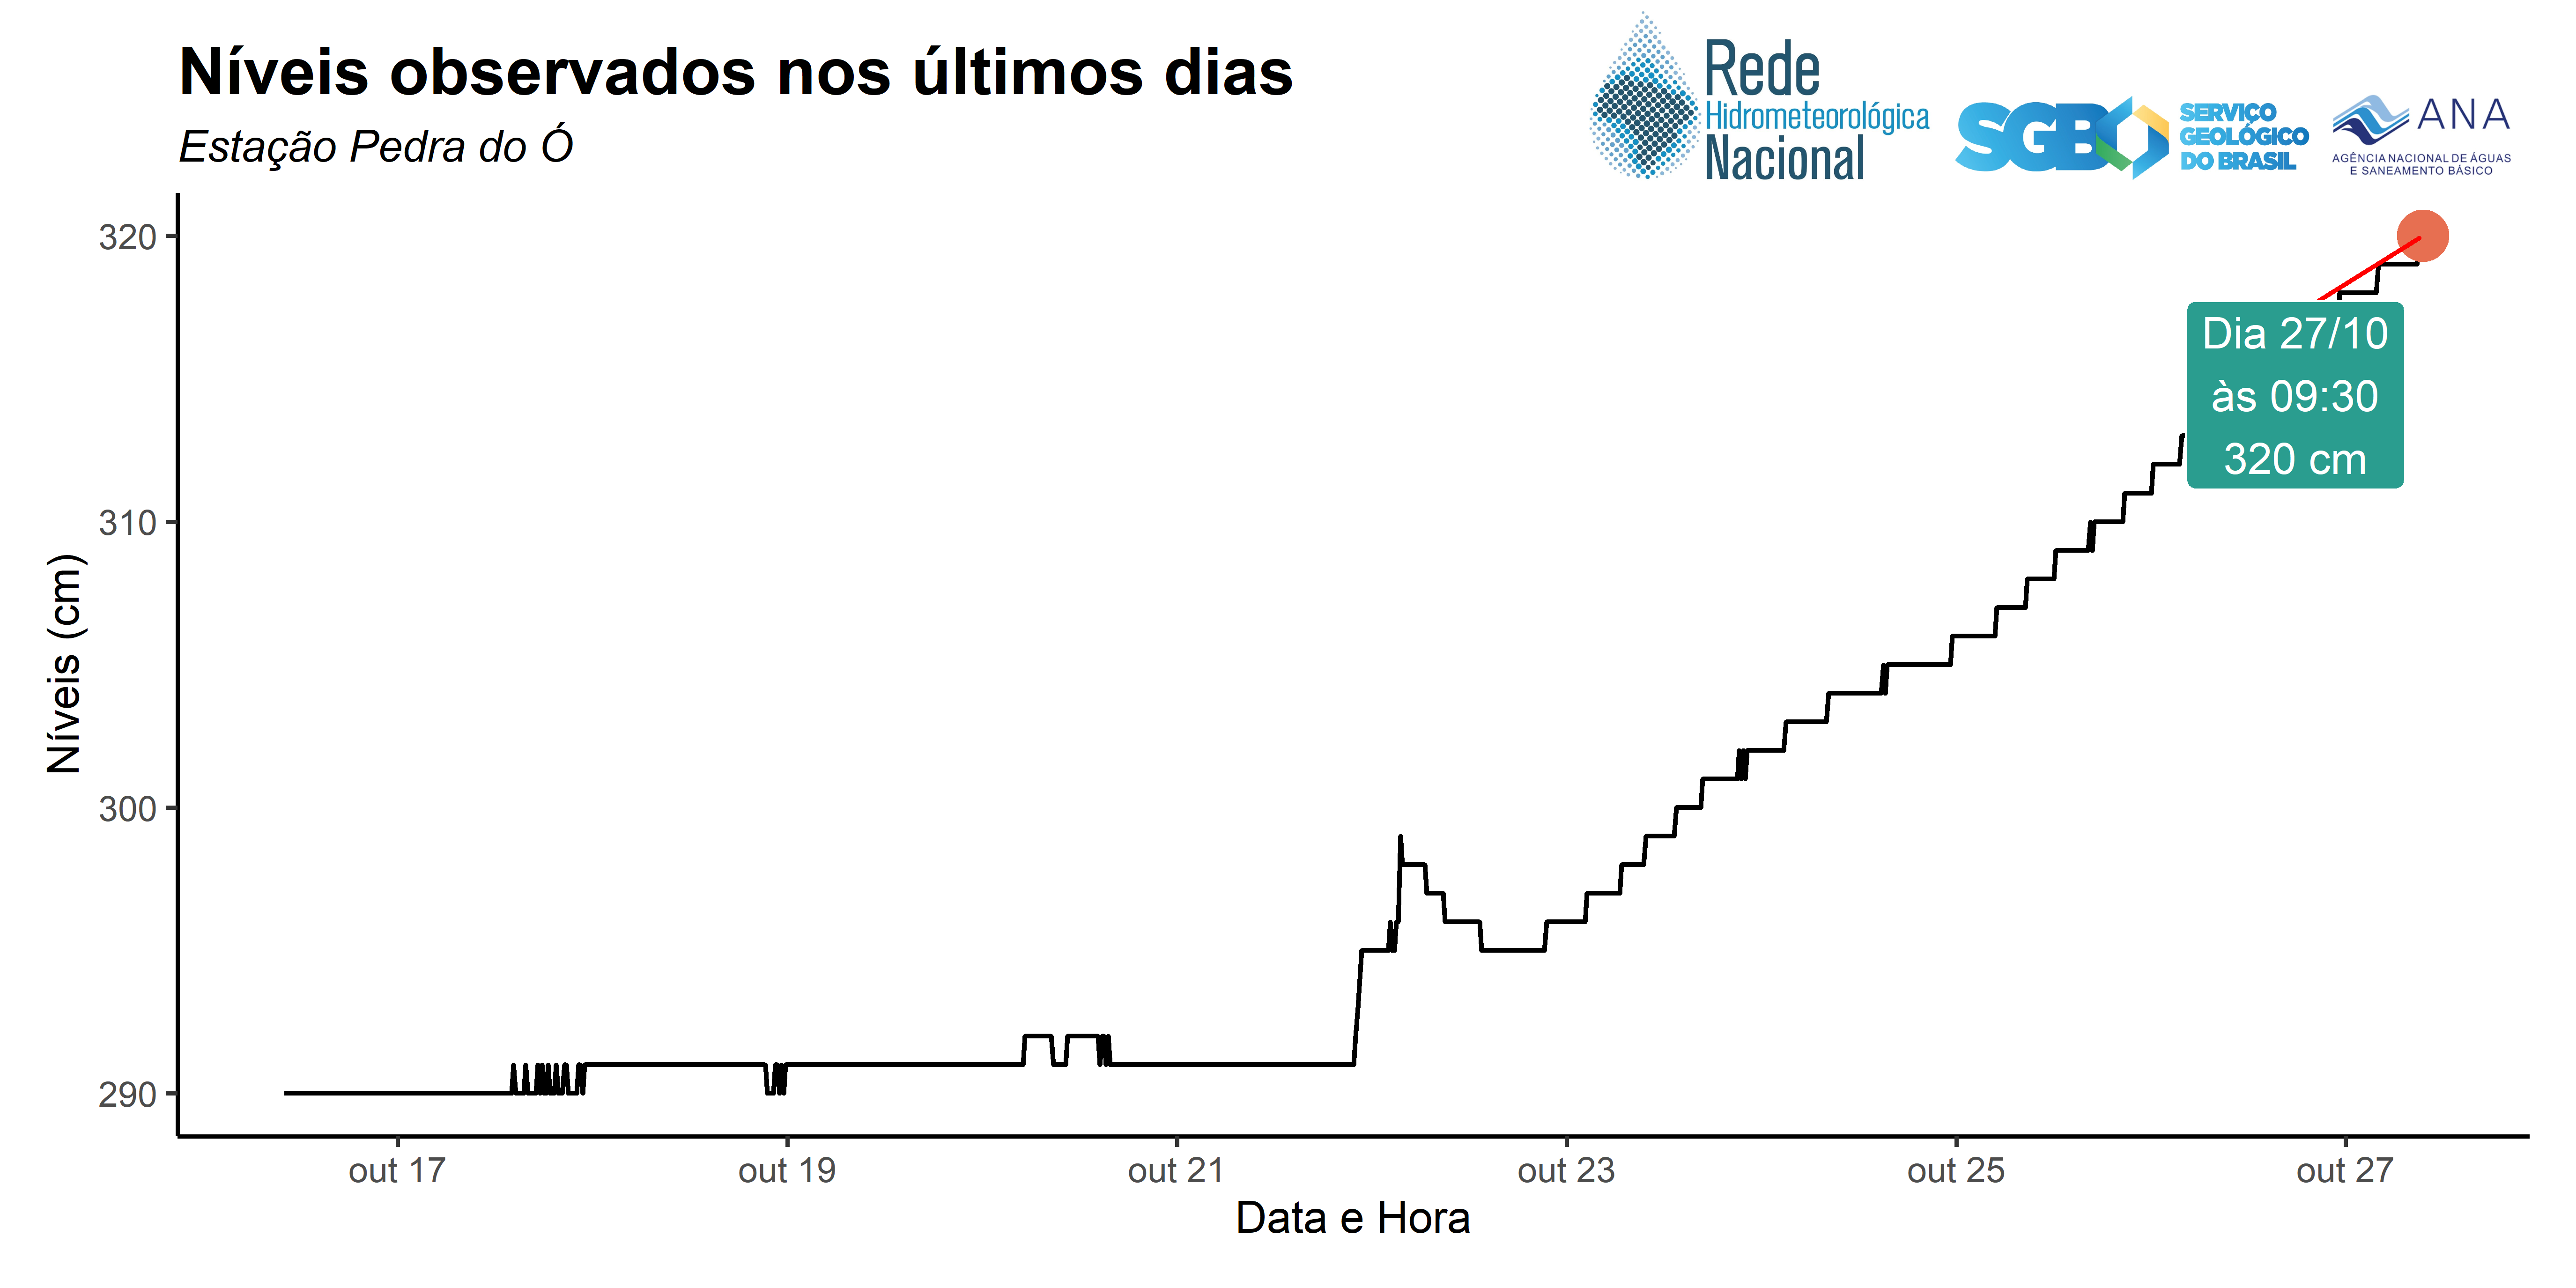 Níveis observados nos últimos dias
Estação Pedra do Ó
Rede
Hidrometeorológica
Nacional
SGB
SERVIÇO
GEOLÓGICO
DO BRASIL
ANA
AGÊNCIA NACIONAL DE ÁGUAS
E SANEAMENTO BÁSICO
Níveis (cm)
320
310
300
290
Dia 27/10
às 09:30
320 cm
out 17
out 19
out 21
out 23
out 25
out 27
Data e Hora